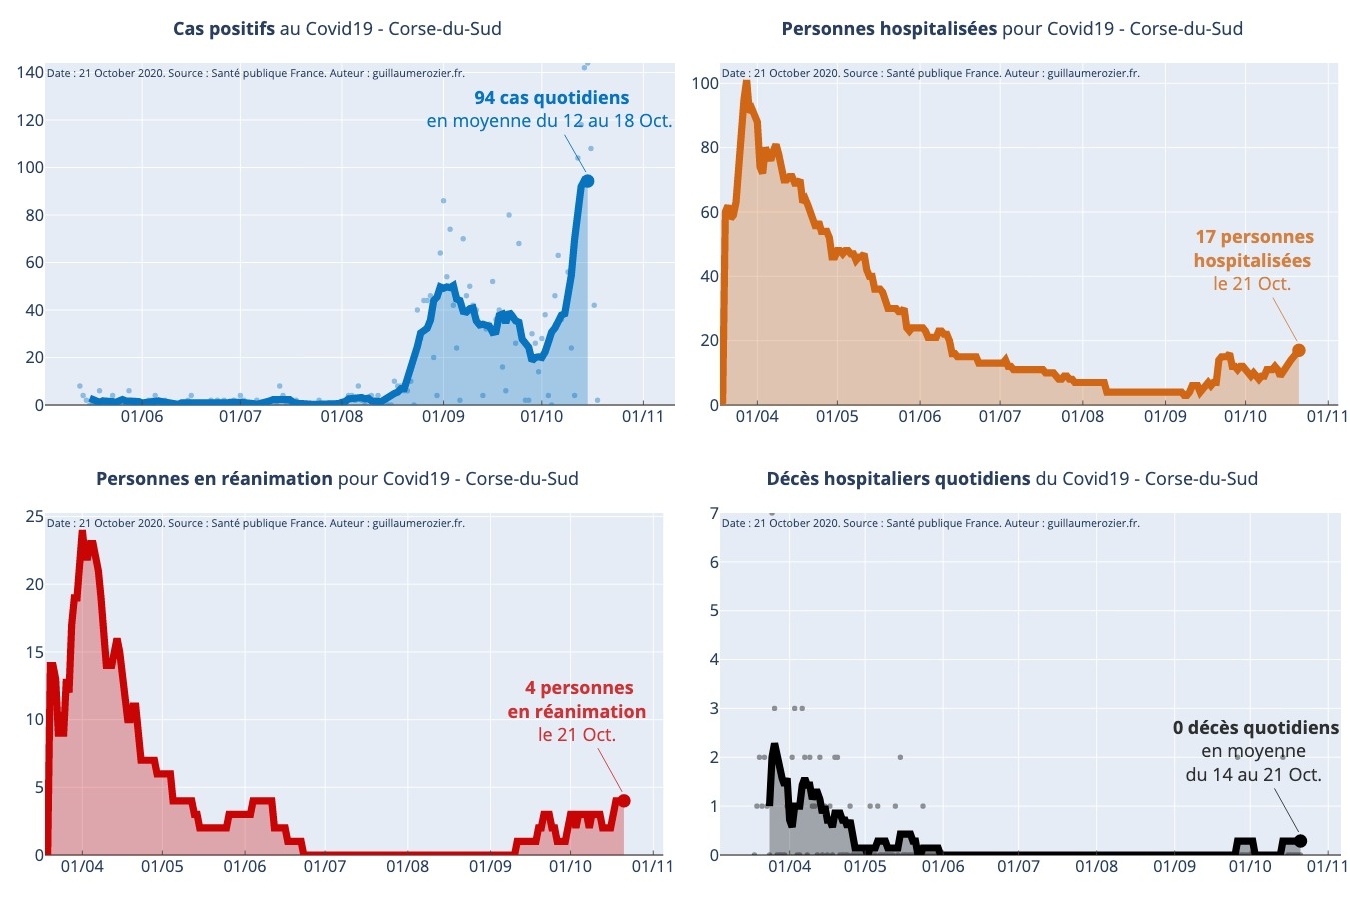 Cas positifs au Covid19 - Corse-du-Sud
Date : 21 October 2020. Source : Santé publique France. Auteur : guillaumerozier.fr.
94 cas quotidiens
en moyenne du 12 au 18 Oct.
140
120
100
80
60
40
20
0
01/06 01/07 01/08 01/09 01/10 01/11
Personnes hospitalisées pour Covid19 - Corse-du-Sud
Date : 21 October 2020. Source : Santé publique France. Auteur : guillaumerozier.fr.
17 personnes
hospitalisées
le 21 Oct.
100
80
60
40
20
0
01/04 01/05 01/06 01/07 01/08 01/09 01/10 01/11
Personnes en réanimation pour Covid19 - Corse-du-Sud
Date : 21 October 2020. Source : Santé publique France. Auteur : guillaumerozier.fr.
4 personnes
en réanimation
le 21 Oct.
25
20
15
10
5
0
01/04 01/05 01/06 01/07 01/08 01/09 01/10 01/11
Décès hospitaliers quotidiens du Covid19 - Corse-du-Sud
Date : 21 October 2020. Source : Santé publique France. Auteur : guillaumerozier.fr.
0 décès quotidiens
en moyenne
du 14 au 21 Oct.
7
6
5
4
3
2
1
0
01/04 01/05 01/06 01/07 01/08 01/09 01/10 01/11